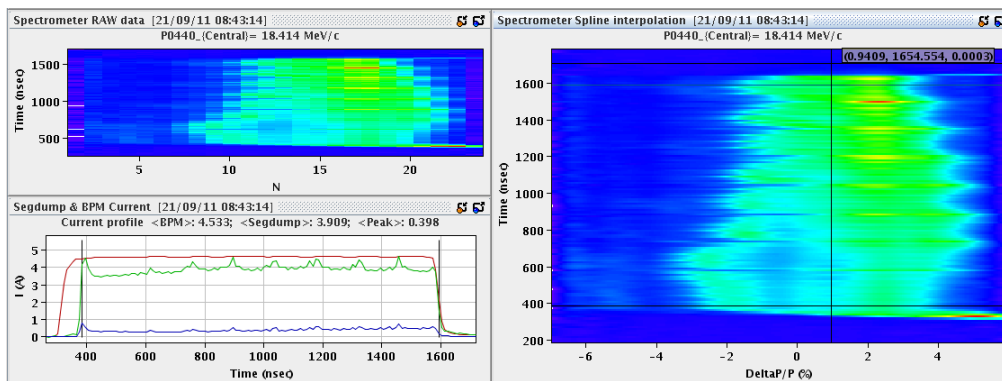 Spectrometer RAW data [21/09/11 08:43:14]
P0440_{Central}= 18.414 MeV/c
Time (nsec)
1500
1000
500
5 10 15 20
N
Segdump & BPM Current [21/09/11 08:43:14]
Current profile <BPM>: 4.533; <Segdump>: 3.909; <Peak>: 0.398
I (A)
5
4
3
2
1
0
400 600 800 1000 1200 1400 1600
Time (nsec)
Spectrometer Spline interpolation [21/09/11 08:43:14]
P0440_{Central}= 18.414 MeV/c
(0.9409, 1654.554, 0.0003)
Time (nsec)
1600
1400
1200
1000
800
600
400
200
-6 -4 -2 0 2 4
DeltaP/P (%)